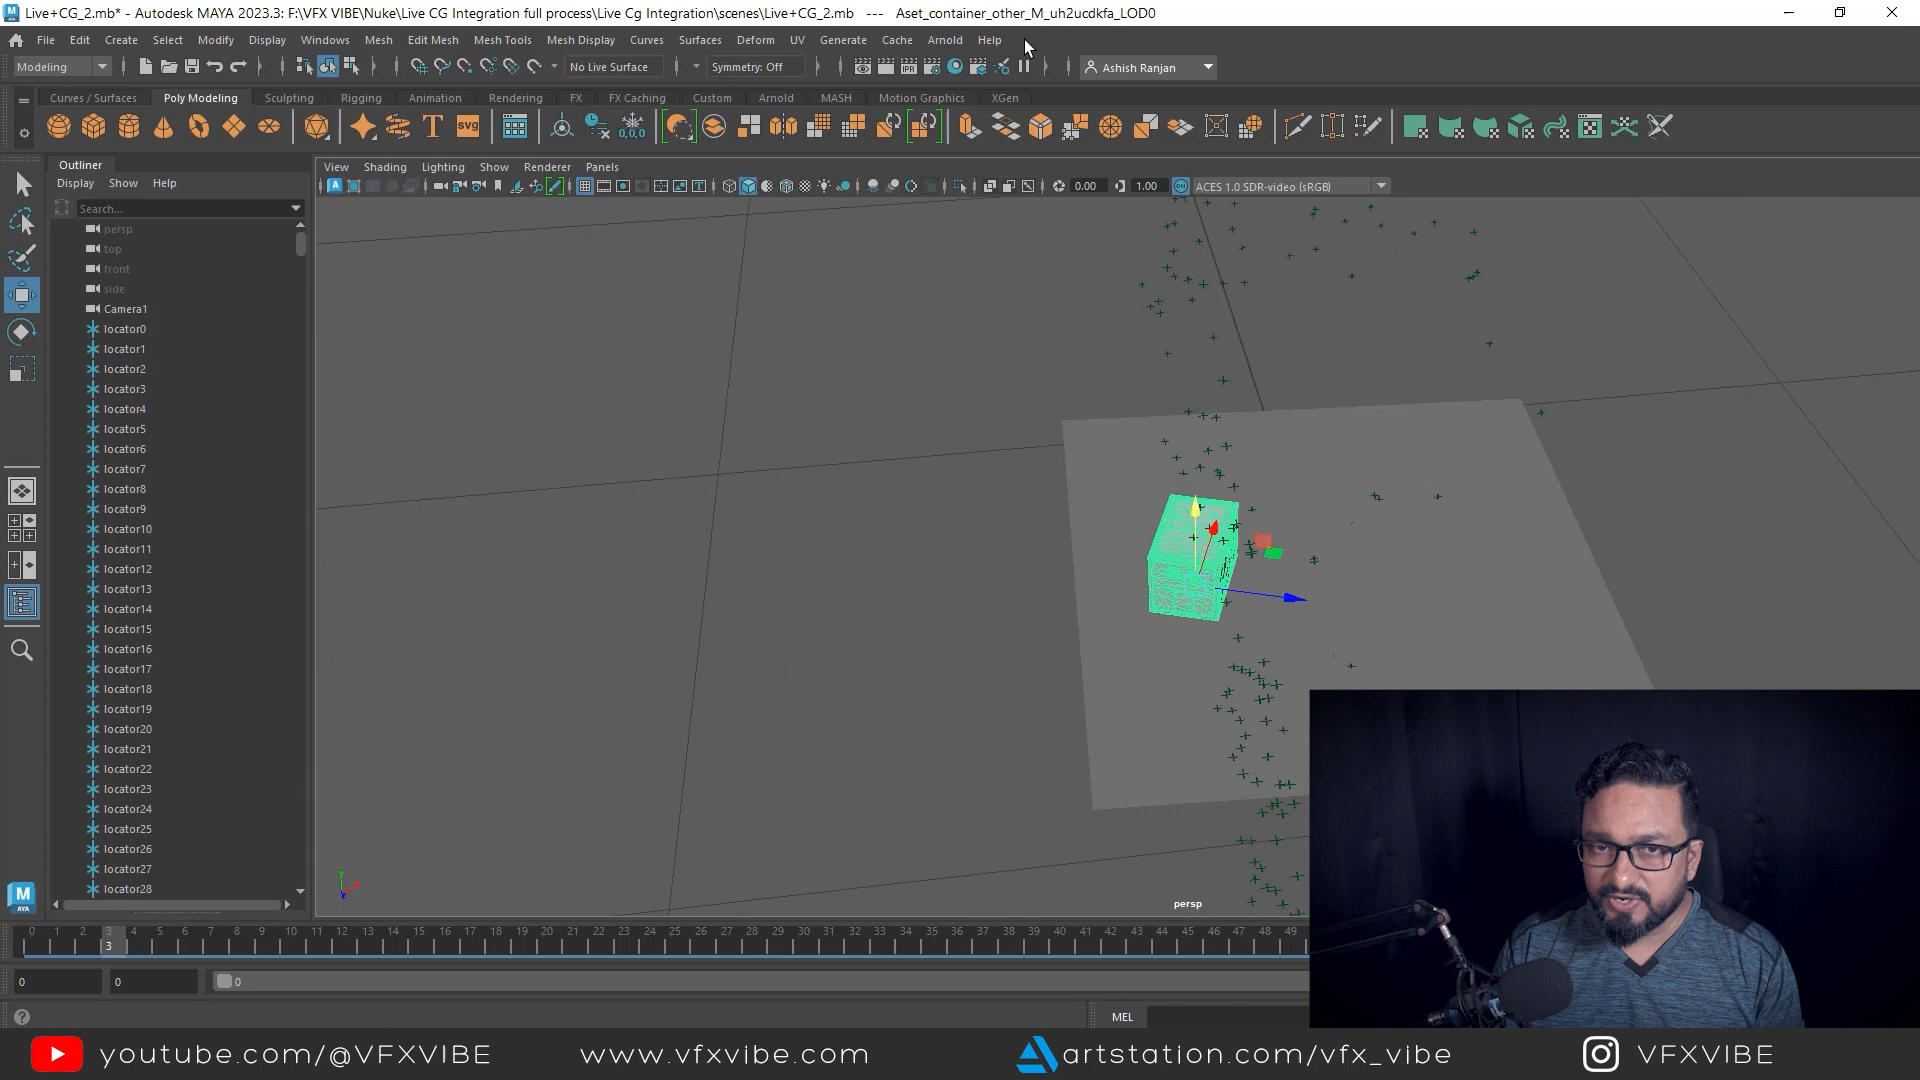 Live+CG_2.mb* - Autodesk MAYA 2023.3: F:\VFX VIBE\Nuke\Live CG Integration full process\Live Cg Integration\scenes\Live+CG_2.mb --- Aset_container_other_M_uh2ucdkfa_LOD0
File Edit Create Select Modify Display Windows Mesh Edit Mesh Mesh Tools Mesh Display Curves Surfaces Deform UV Generate Cache Arnold Help
Modeling No Live Surface Symmetry: Off IPR Ashish Ranjan
Curves / Surfaces Poly Modeling Sculpting Rigging Animation Rendering FX FX Caching Custom Arnold MASH Motion Graphics XGen
T SVG 0,0,0
Outliner
Display Show Help
Search...
View Shading Lighting Show Renderer Panels
0.00 1.00 ACES 1.0 SDR-video (sRGB)
persp
top
front
side
Camera1
locator0
locator1
locator2
locator3
locator4
locator5
locator6
locator7
locator8
locator9
locator10
locator11
locator12
locator13
locator14
locator15
locator16
locator17
locator18
locator19
locator20
locator21
locator22
locator23
locator24
locator25
locator26
locator27
locator28
persp
M
AYA
0 1 2 3 4 5 6 7 8 9 10 11 12 13 14 15 16 17 18 19 20 21 22 23 24 25 26 27 28 29 30 31 32 33 34 35 36 37 38 39 40 41 42 43 44 45 46 47 48 49
3
0 0 0
MEL
youtube.com/@VFXVIBE www.vfxvibe.com artstation.com/vfx_vibe VFXVIBE